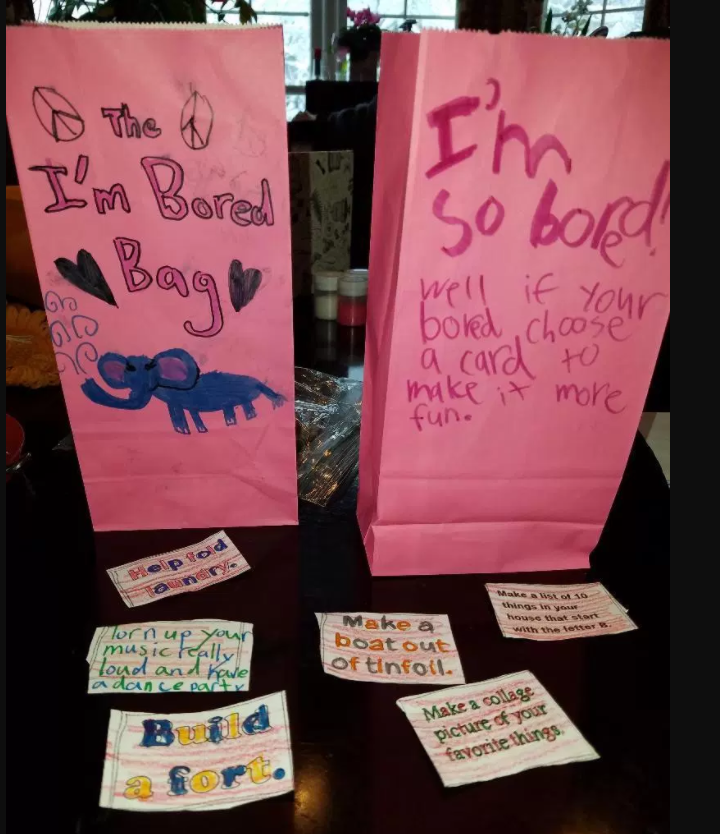 The
I'm Bored
Bag
I'm
so bored!
Well if your
bored choose
a card to
make it more
fun.
Help fold
laundry.
Torn up your
music really
loud and have
a dance party
Build
a fort.
Make a
boat out
of tinfoil.
Make a list of 10
things in your
house that start
with the letter B.
Make a collage
picture of your
favorite things.